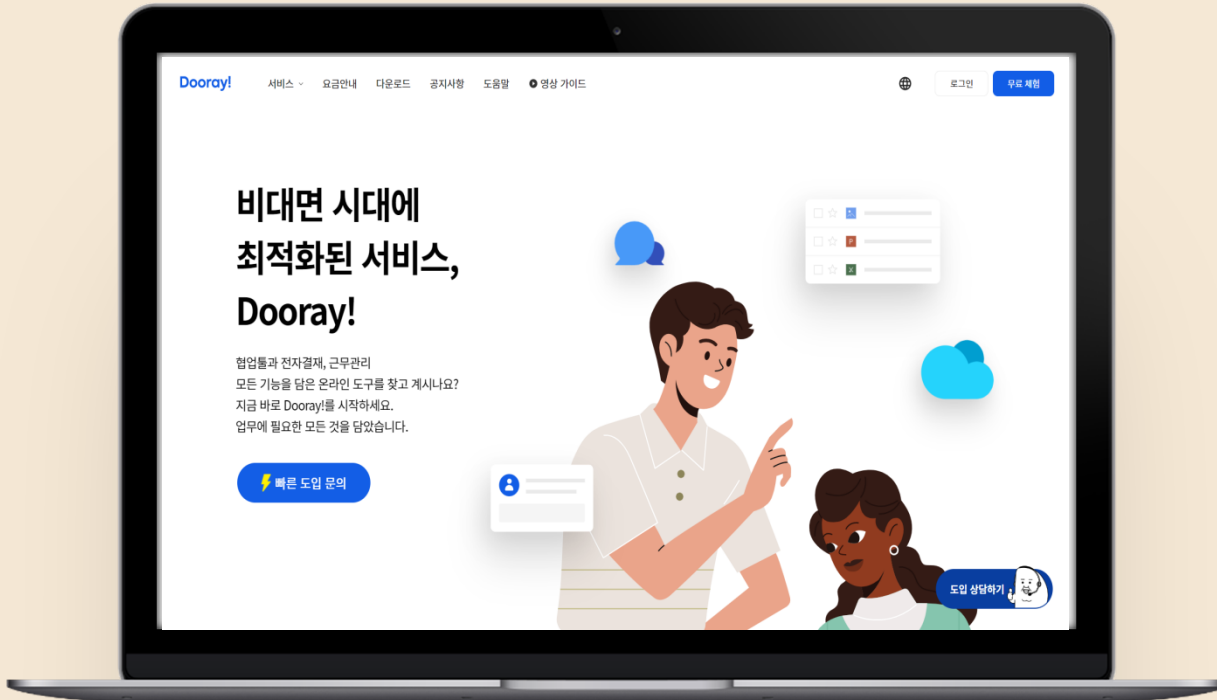 Dooray!
서비스
요금안내
다운로드
공지사항
도움말
영상 가이드
로그인
무료 체험
비대면 시대에
최적화된 서비스,
Dooray!
협업툴과 전자결재, 근무관리
모든 기능을 담은 온라인 도구를 찾고 계시나요?
지금 바로 Dooray!를 시작하세요.
업무에 필요한 모든 것을 담았습니다.
빠른 도입 문의
P
X
도입 상담하기